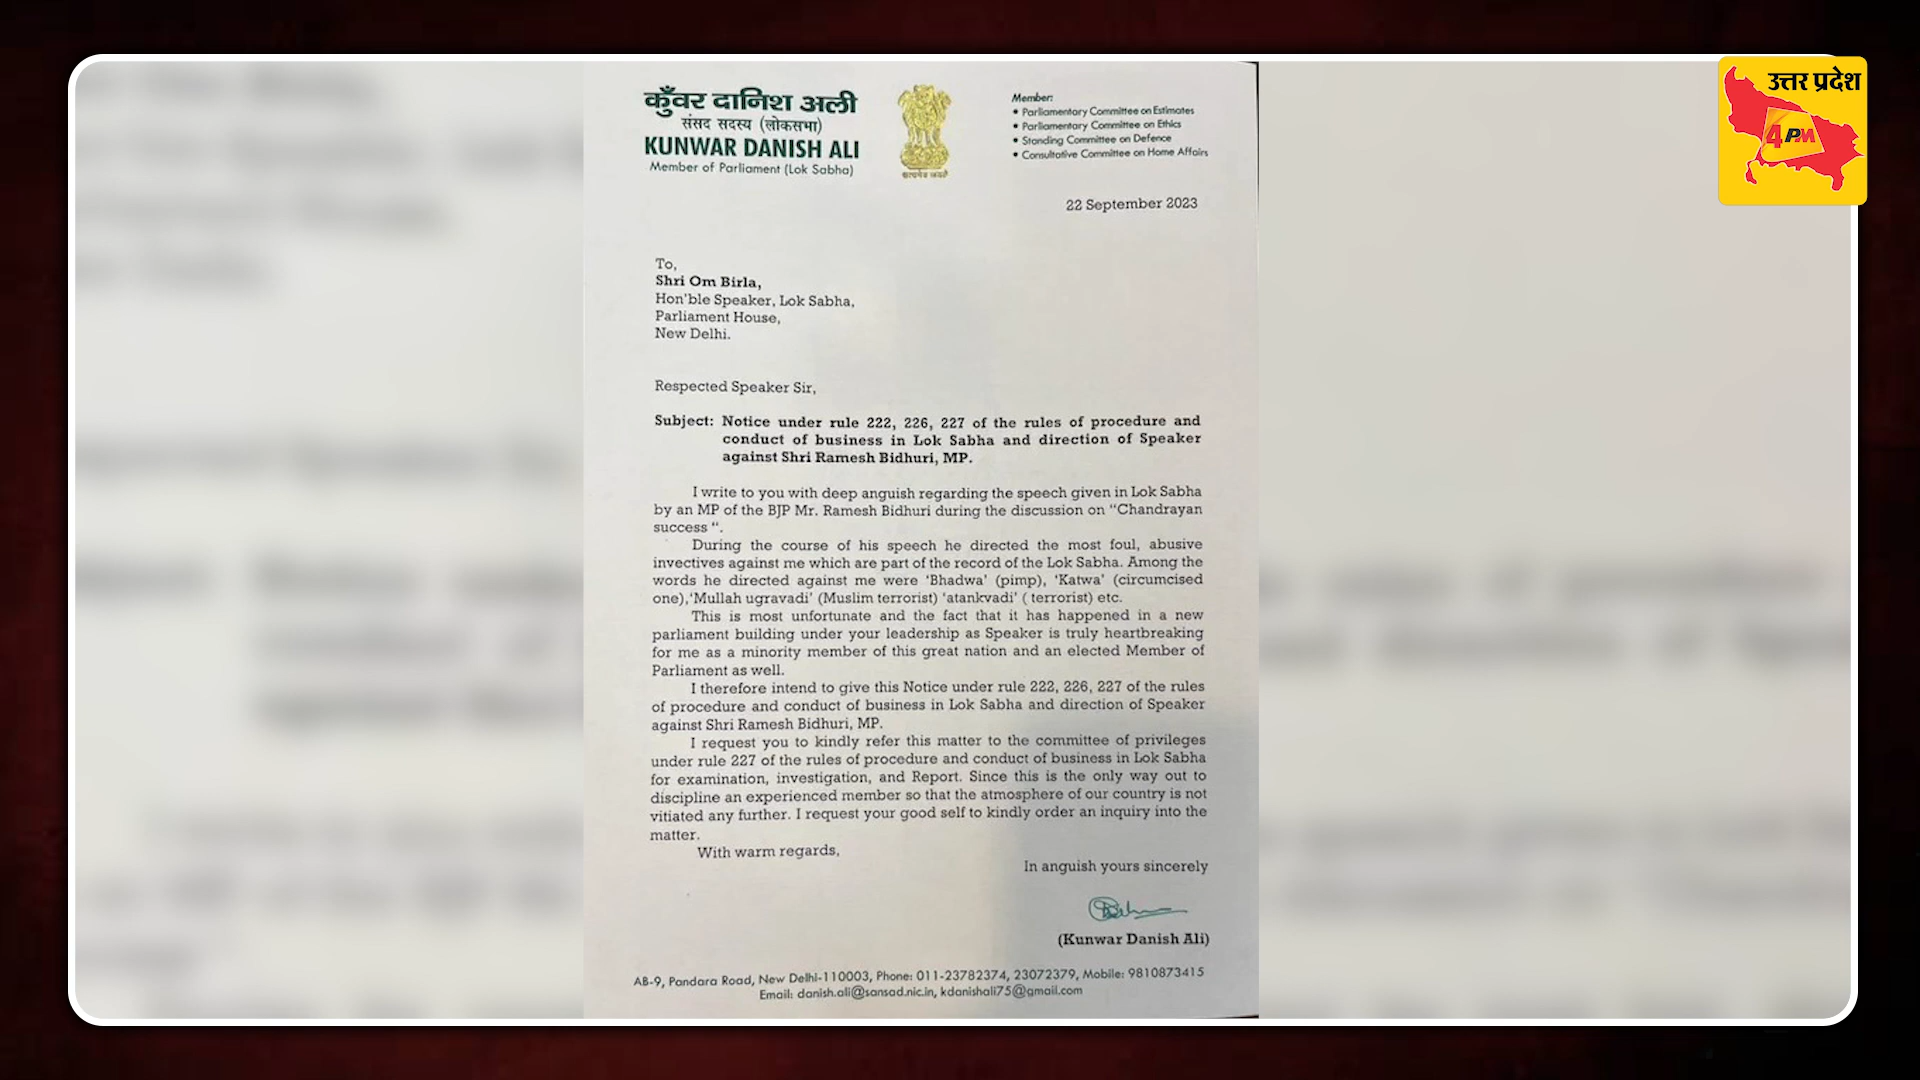 कुँवर दानिश अली
संसद सदस्य (लोकसभा)
KUNWAR DANISH ALI
Member of Parliament (Lok Sabha)
सत्यमेव जयते
Member:
• Parliamentary Committee on Estimates
• Parliamentary Committee on Ethics
• Standing Committee on Defence
• Consultative Committee on Home Affairs
उत्तर प्रदेश
4PM
22 September 2023
To,
Shri Om Birla,
Hon'ble Speaker, Lok Sabha,
Parliament House,
New Delhi.
Respected Speaker Sir,
Subject: Notice under rule 222, 226, 227 of the rules of procedure and
conduct of business in Lok Sabha and direction of Speaker
against Shri Ramesh Bidhuri, MP.
I write to you with deep anguish regarding the speech given in Lok Sabha
by an MP of the BJP Mr. Ramesh Bidhuri during the discussion on "Chandrayan
success ".
During the course of his speech he directed the most foul, abusive
invectives against me which are part of the record of the Lok Sabha. Among the
words he directed against me were 'Bhadwa' (pimp), 'Katwa' (circumcised
one),'Mullah ugravadi' (Muslim terrorist) 'atankvadi' ( terrorist) etc.
This is most unfortunate and the fact that it has happened in a new
parliament building under your leadership as Speaker is truly heartbreaking
for me as a minority member of this great nation and an elected Member of
Parliament as well.
I therefore intend to give this Notice under rule 222, 226, 227 of the rules
of procedure and conduct of business in Lok Sabha and direction of Speaker
against Shri Ramesh Bidhuri, MP.
I request you to kindly refer this matter to the committee of privileges
under rule 227 of the rules of procedure and conduct of business in Lok Sabha
for examination, investigation, and Report. Since this is the only way out to
discipline an experienced member so that the atmosphere of our country is not
vitiated any further. I request your good self to kindly order an inquiry into the
matter.
With warm regards,
In anguish yours sincerely
(Kunwar Danish Ali)
AB-9, Pandara Road, New Delhi-110003, Phone: 011-23782374, 23072379, Mobile: 9810873415
Email: danish.ali@sansad.nic.in, kdanishali75@gmail.com